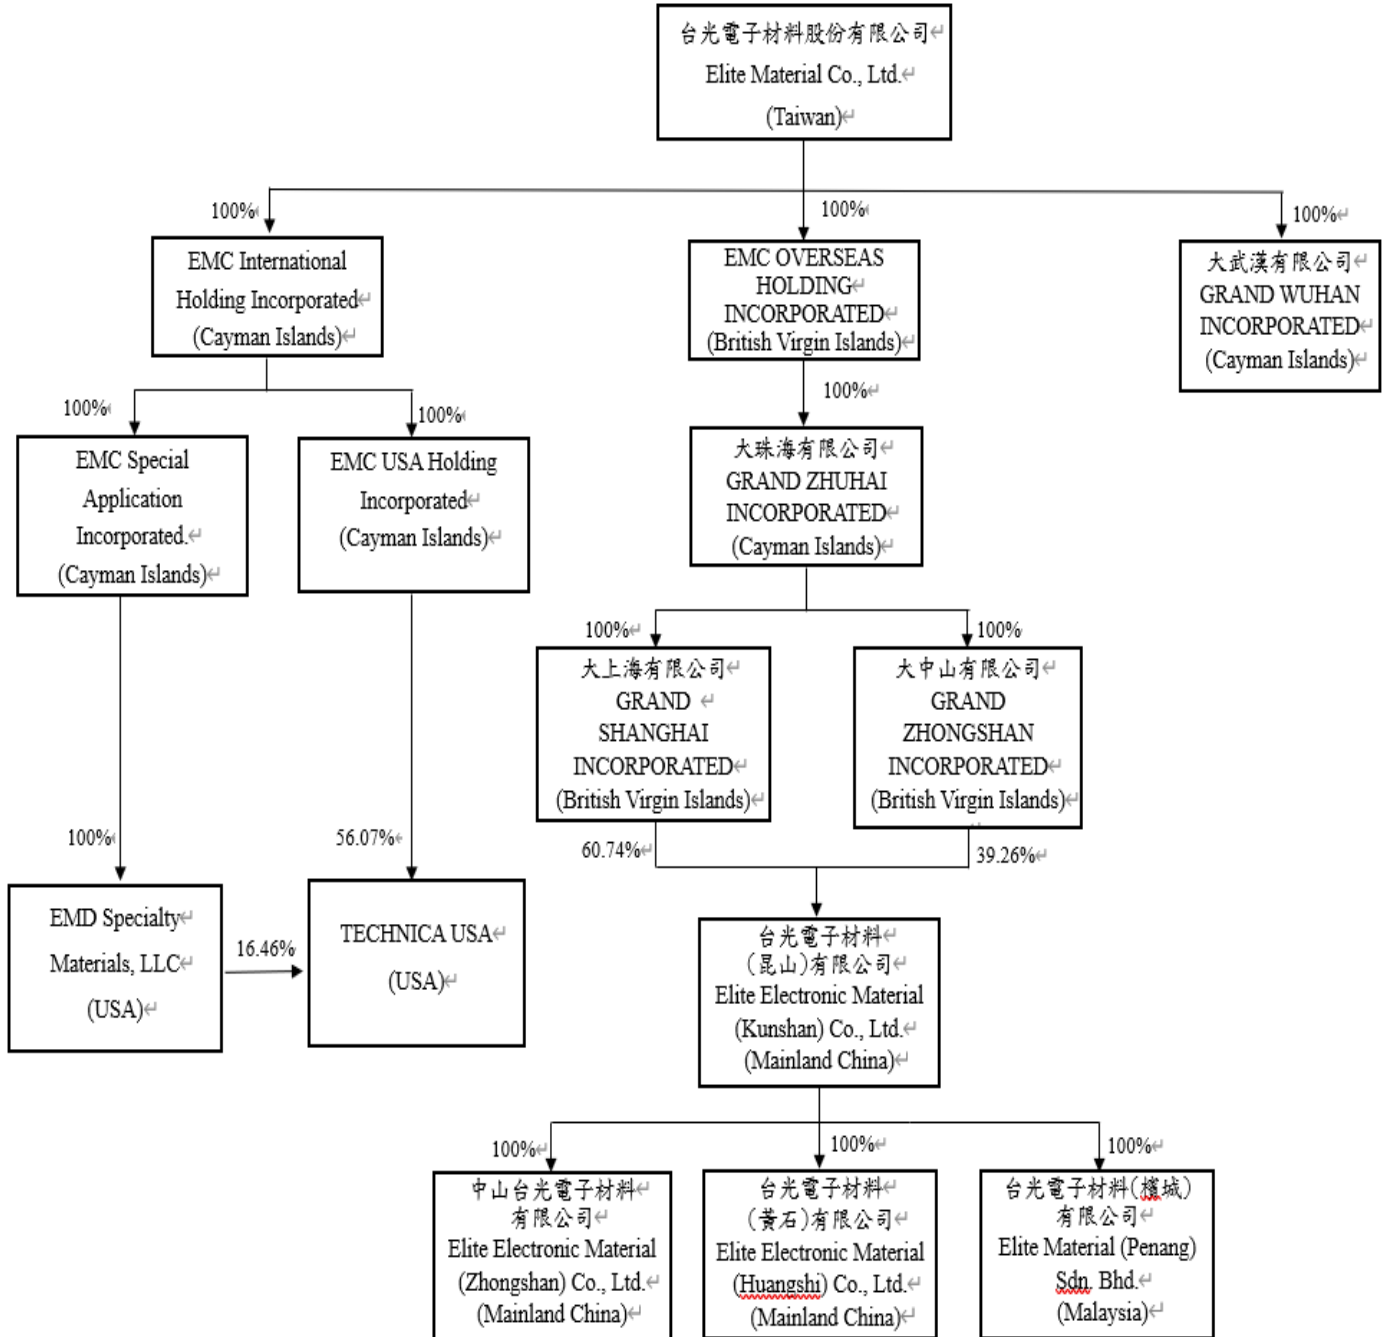 台光電子材料股份有限公司
Elite Material Co., Ltd.
(Taiwan)
100%
100%
100%
EMC International
Holding Incorporated
(Cayman Islands)
EMC OVERSEAS
HOLDING
INCORPORATED
(British Virgin Islands)
大武漢有限公司
GRAND WUHAN
INCORPORATED
(Cayman Islands)
100%
100%
100%
EMC Special
Application
Incorporated.
(Cayman Islands)
EMC USA Holding
Incorporated
(Cayman Islands)
大珠海有限公司
GRAND ZHUHAI
INCORPORATED
(Cayman Islands)
100%
100%
大上海有限公司
GRAND
SHANGHAI
INCORPORATED
(British Virgin Islands)
大中山有限公司
GRAND
ZHONGSHAN
INCORPORATED
(British Virgin Islands)
100%
56.07%
60.74%
39.26%
EMD Specialty
Materials, LLC
(USA)
16.46%
TECHNICA USA
(USA)
台光電子材料
(昆山)有限公司
Elite Electronic Material
(Kunshan) Co., Ltd.
(Mainland China)
100%
100%
100%
中山台光電子材料
有限公司
Elite Electronic Material
(Zhongshan) Co., Ltd.
(Mainland China)
台光電子材料
(黃石)有限公司
Elite Electronic Material
(Huangshi) Co., Ltd.
(Mainland China)
台光電子材料(檳城)
有限公司
Elite Material (Penang)
Sdn. Bhd.
(Malaysia)